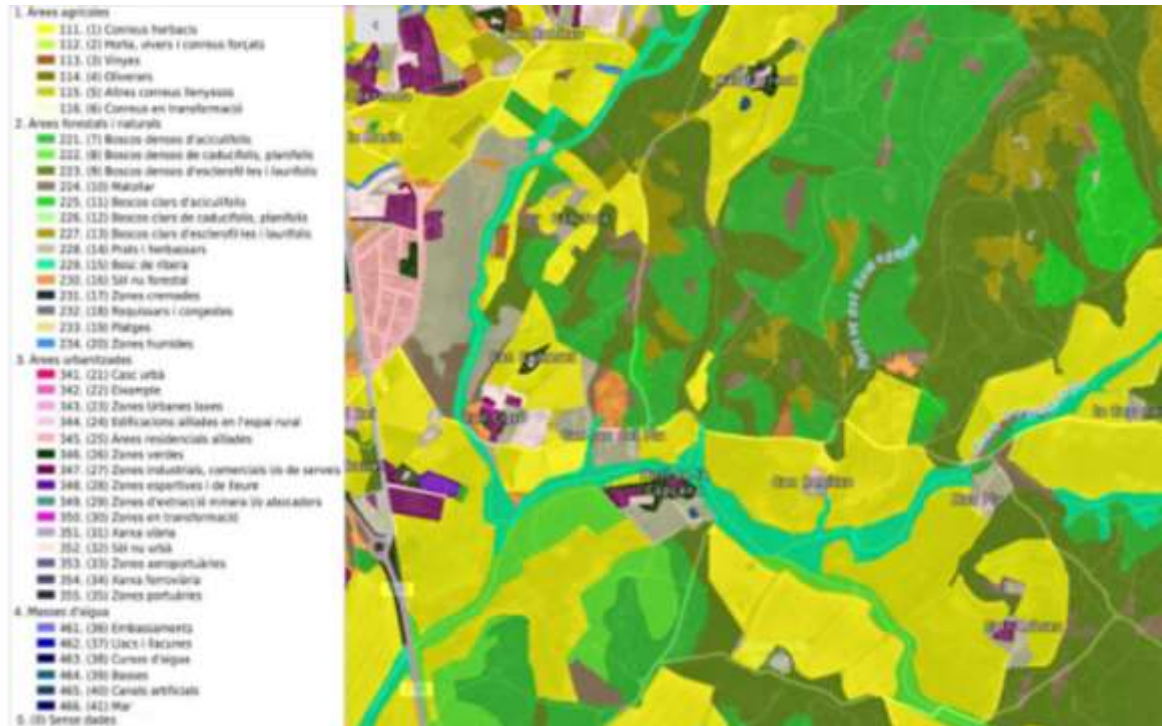 1. Àrees agrícoles
111. (1) Conreus herbacis
112. (2) Horta, vivers i conreus forçats
113. (3) Vinyes
114. (4) Oliverars
115. (5) Altres conreus llenyosos
116. (6) Conreus en transformació
2. Àrees forestals i naturals
221. (7) Boscos densos d'aciculifolis
222. (8) Boscos densos de caducifolis, planifolis
223. (9) Boscos densos d'escleròfil·les i laurifolis
224. (10) Matollar
225. (11) Boscos clars d'aciculifolis
226. (12) Boscos clars de caducifolis, planifolis
227. (13) Boscos clars d'escleròfil·les i laurifolis
228. (14) Prats i herbassars
229. (15) Bosc de ribera
230. (16) Sòl nu forestal
231. (17) Zones cremades
232. (18) Roquissars i congestes
233. (19) Platges
234. (20) Zones humides
3. Àrees urbanitzades
341. (21) Casc urbà
342. (22) Eixample
343. (23) Zones Urbanes laxes
344. (24) Edificacions aïllades en l'espai rural
345. (25) Àrees residencials aïllades
346. (26) Zones verdes
347. (27) Zones industrials, comercials i/o de serveis
348. (28) Zones esportives i de lleure
349. (29) Zones d'extracció minera i/o abocadors
350. (30) Zones en transformació
351. (31) Xarxa viària
352. (32) Sòl nu urbà
353. (33) Zones aeroportuàries
354. (34) Xarxa ferroviària
355. (35) Zones portuàries
4. Masses d'aigua
461. (36) Embassaments
462. (37) Llacs i llacunes
463. (38) Cursos d'aigua
464. (39) Basses
465. (40) Canals artificials
466. (41) Mar
0. (0) Sense dades